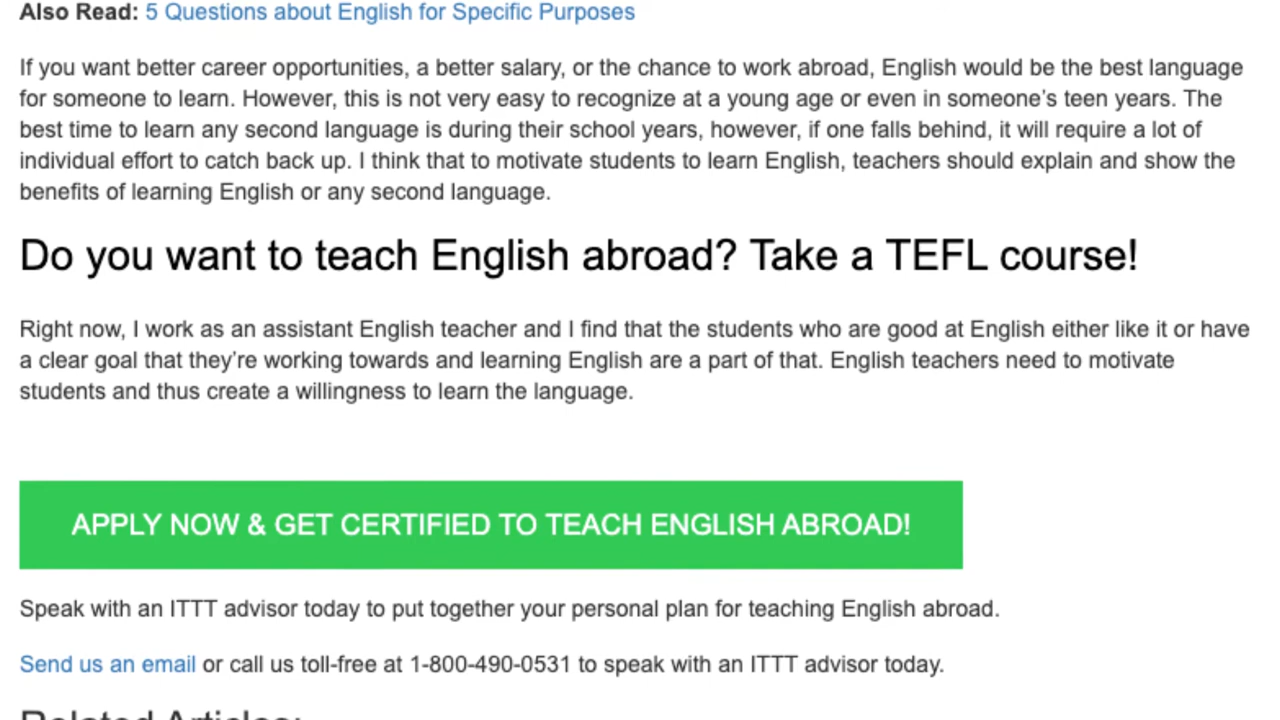 Also Read: 5 Questions about English for Specific Purposes
If you want better career opportunities, a better salary, or the chance to work abroad, English would be the best language
for someone to learn. However, this is not very easy to recognize at a young age or even in someone’s teen years. The
best time to learn any second language is during their school years, however, if one falls behind, it will require a lot of
individual effort to catch back up. I think that to motivate students to learn English, teachers should explain and show the
benefits of learning English or any second language.
Do you want to teach English abroad? Take a TEFL course!
Right now, I work as an assistant English teacher and I find that the students who are good at English either like it or have
a clear goal that they’re working towards and learning English are a part of that. English teachers need to motivate
students and thus create a willingness to learn the language.
APPLY NOW & GET CERTIFIED TO TEACH ENGLISH ABROAD!
Speak with an ITTT advisor today to put together your personal plan for teaching English abroad.
Send us an email or call us toll-free at 1-800-490-0531 to speak with an ITTT advisor today.
Related Articles: